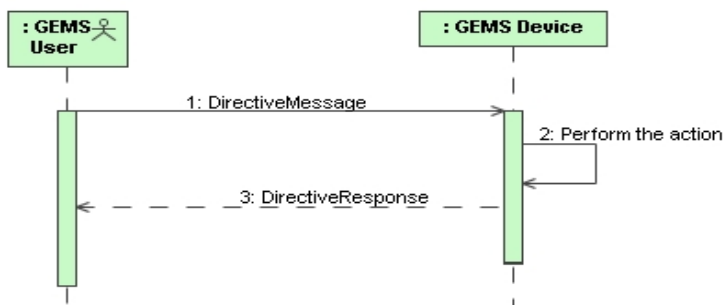 : GEMS
User
: GEMS Device
1: DirectiveMessage
2: Perform the action
3: DirectiveResponse